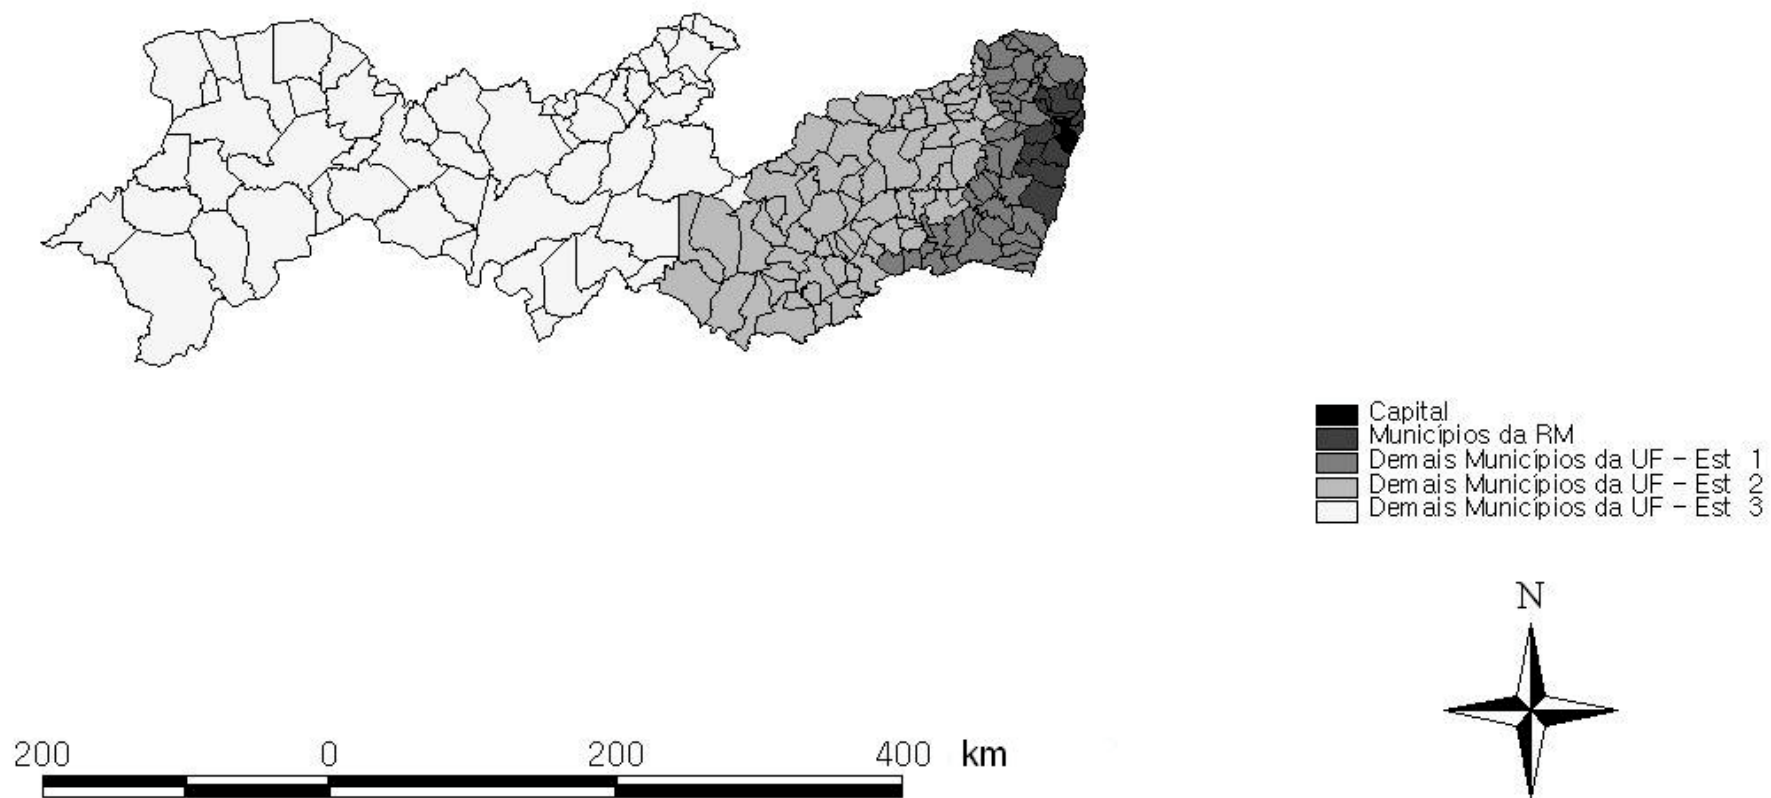 Capital
Municípios da RM
Demais Municípios da UF - Est 1
Demais Municípios da UF - Est 2
Demais Municípios da UF - Est 3
N
200 0 200 400 km